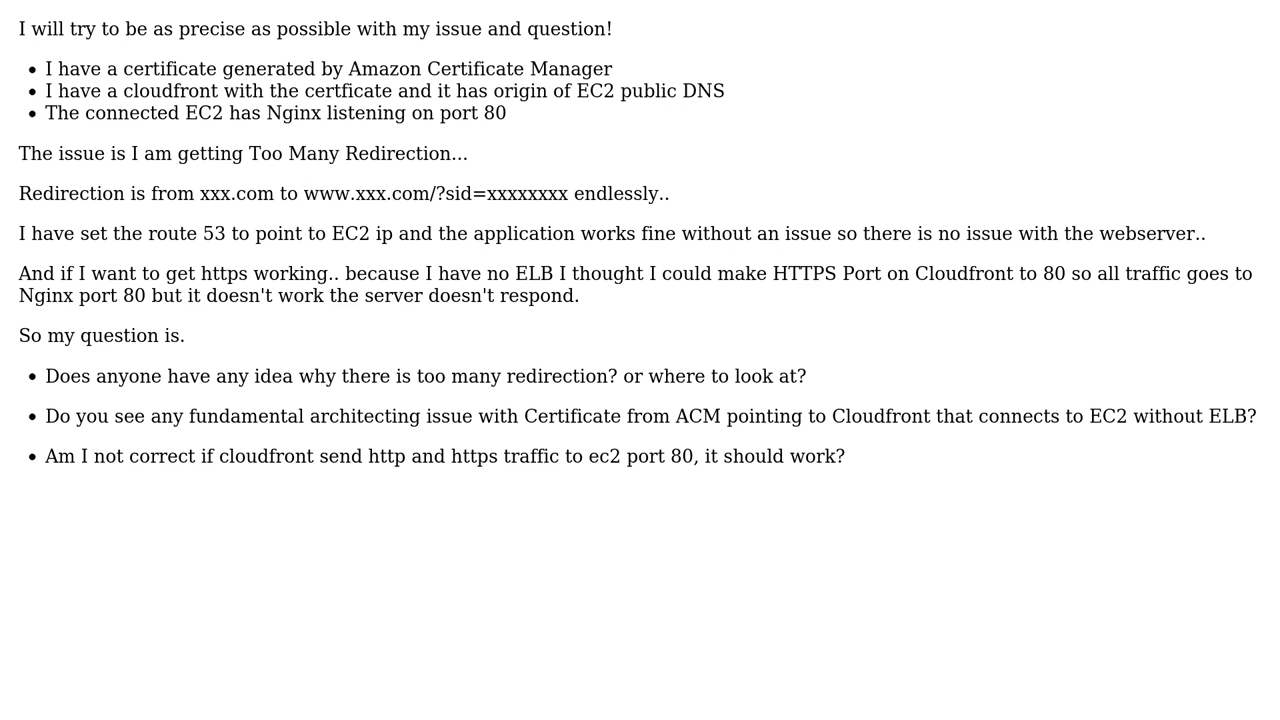 I will try to be as precise as possible with my issue and question!
• I have a certificate generated by Amazon Certificate Manager
• I have a cloudfront with the certficate and it has origin of EC2 public DNS
• The connected EC2 has Nginx listening on port 80
The issue is I am getting Too Many Redirection...
Redirection is from xxx.com to www.xxx.com/?sid=xxxxxxxx endlessly..
I have set the route 53 to point to EC2 ip and the application works fine without an issue so there is no issue with the webserver..
And if I want to get https working.. because I have no ELB I thought I could make HTTPS Port on Cloudfront to 80 so all traffic goes to
Nginx port 80 but it doesn't work the server doesn't respond.
So my question is.
• Does anyone have any idea why there is too many redirection? or where to look at?
• Do you see any fundamental architecting issue with Certificate from ACM pointing to Cloudfront that connects to EC2 without ELB?
• Am I not correct if cloudfront send http and https traffic to ec2 port 80, it should work?